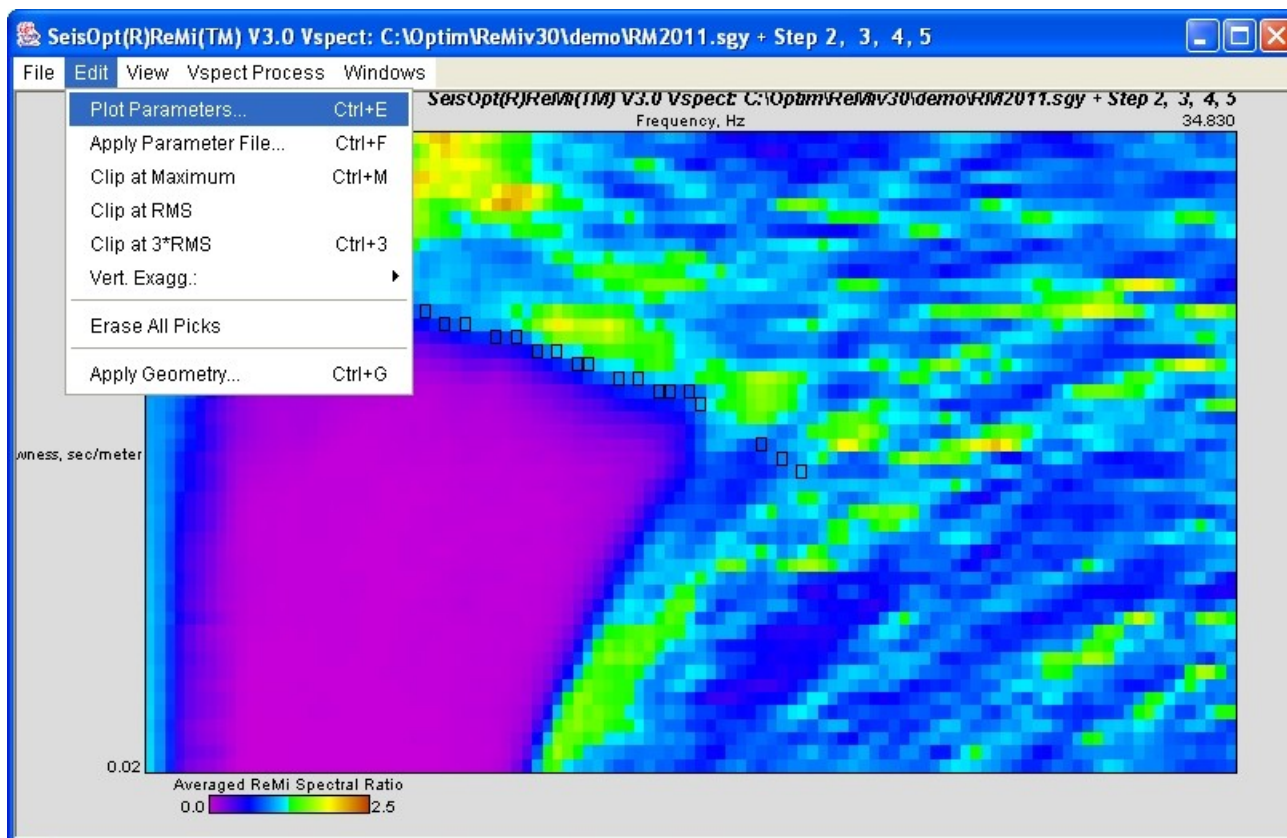 SeisOpt(R)ReMi(TM) V3.0 Vspect: C:\Optim\ReMiv30\demo\RM2011.sgy + Step 2, 3, 4, 5
File Edit View Vspect Process Windows
Plot Parameters... Ctrl+E
Apply Parameter File... Ctrl+F
Clip at Maximum Ctrl+M
Clip at RMS
Clip at 3*RMS Ctrl+3
Vert. Exagg.:
Erase All Picks
Apply Geometry... Ctrl+G
SeisOpt(R)ReMi(TM) V3.0 Vspect: C:\Optim\ReMiv30\demo\RM2011.sgy + Step 2, 3, 4, 5
Frequency, Hz 34.830
wness, sec/meter
0.02
Averaged ReMi Spectral Ratio
0.0 2.5